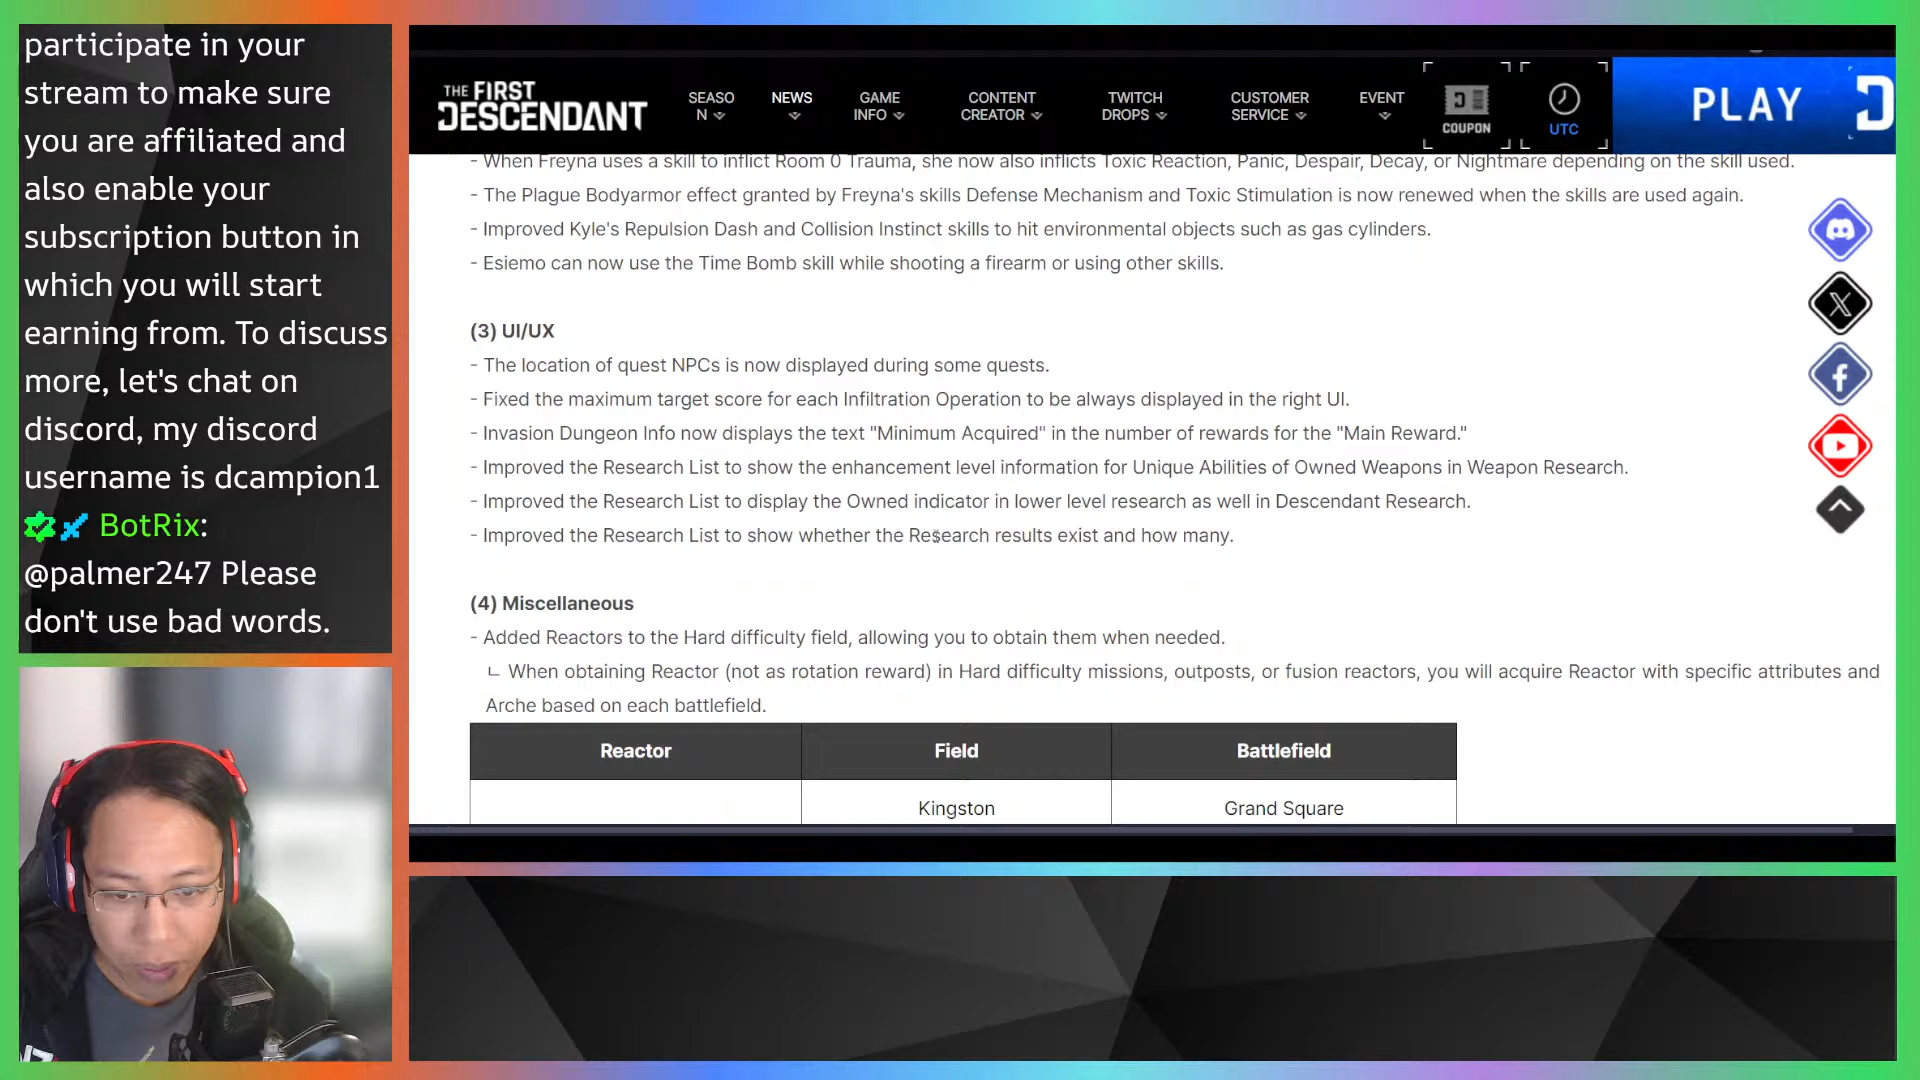 participate in your
stream to make sure
you are affiliated and
also enable your
subscription button in
which you will start
earning from. To discuss
more, let's chat on
discord, my discord
username is dcampion1
BotRix:
@palmer247 Please
don't use bad words.
THE FIRST
DESCENDANT
SEASO
N
NEWS
GAME
INFO
CONTENT
CREATOR
TWITCH
DROPS
CUSTOMER
SERVICE
EVENT
COUPON
UTC
PLAY
- When Freyna uses a skill to inflict Room 0 Trauma, she now also inflicts Toxic Reaction, Panic, Despair, Decay, or Nightmare depending on the skill used.
- The Plague Bodyarmor effect granted by Freyna's skills Defense Mechanism and Toxic Stimulation is now renewed when the skills are used again.
- Improved Kyle's Repulsion Dash and Collision Instinct skills to hit environmental objects such as gas cylinders.
- Esiemo can now use the Time Bomb skill while shooting a firearm or using other skills.
(3) UI/UX
- The location of quest NPCs is now displayed during some quests.
- Fixed the maximum target score for each Infiltration Operation to be always displayed in the right UI.
- Invasion Dungeon Info now displays the text "Minimum Acquired" in the number of rewards for the "Main Reward."
- Improved the Research List to show the enhancement level information for Unique Abilities of Owned Weapons in Weapon Research.
- Improved the Research List to display the Owned indicator in lower level research as well in Descendant Research.
- Improved the Research List to show whether the Research results exist and how many.
(4) Miscellaneous
- Added Reactors to the Hard difficulty field, allowing you to obtain them when needed.
ㄴ When obtaining Reactor (not as rotation reward) in Hard difficulty missions, outposts, or fusion reactors, you will acquire Reactor with specific attributes and
Arche based on each battlefield.
Reactor
Field
Battlefield
Kingston
Grand Square